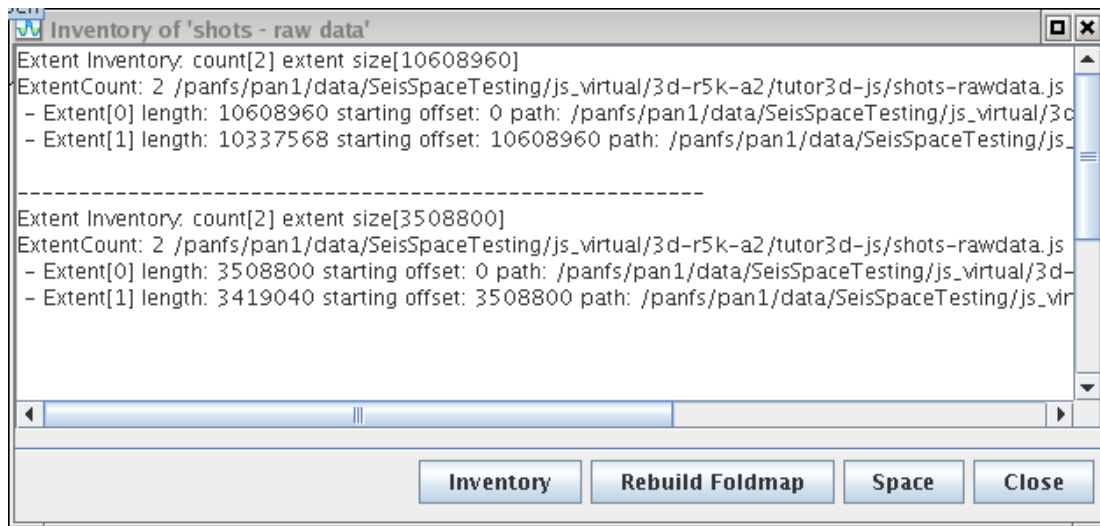 Inventory of 'shots - raw data'
Extent Inventory: count[2] extent size[10608960]
ExtentCount: 2 /panfs/pan1/data/SeisSpaceTesting/js_virtual/3d-r5k-a2/tutor3d-js/shots-rawdata.js
- Extent[0] length: 10608960 starting offset: 0 path: /panfs/pan1/data/SeisSpaceTesting/js_virtual/3d
- Extent[1] length: 10337568 starting offset: 10608960 path: /panfs/pan1/data/SeisSpaceTesting/js_
--------------------------------------------------------
Extent Inventory: count[2] extent size[3508800]
ExtentCount: 2 /panfs/pan1/data/SeisSpaceTesting/js_virtual/3d-r5k-a2/tutor3d-js/shots-rawdata.js
- Extent[0] length: 3508800 starting offset: 0 path: /panfs/pan1/data/SeisSpaceTesting/js_virtual/3d-
- Extent[1] length: 3419040 starting offset: 3508800 path: /panfs/pan1/data/SeisSpaceTesting/js_vir
Inventory Rebuild Foldmap Space Close